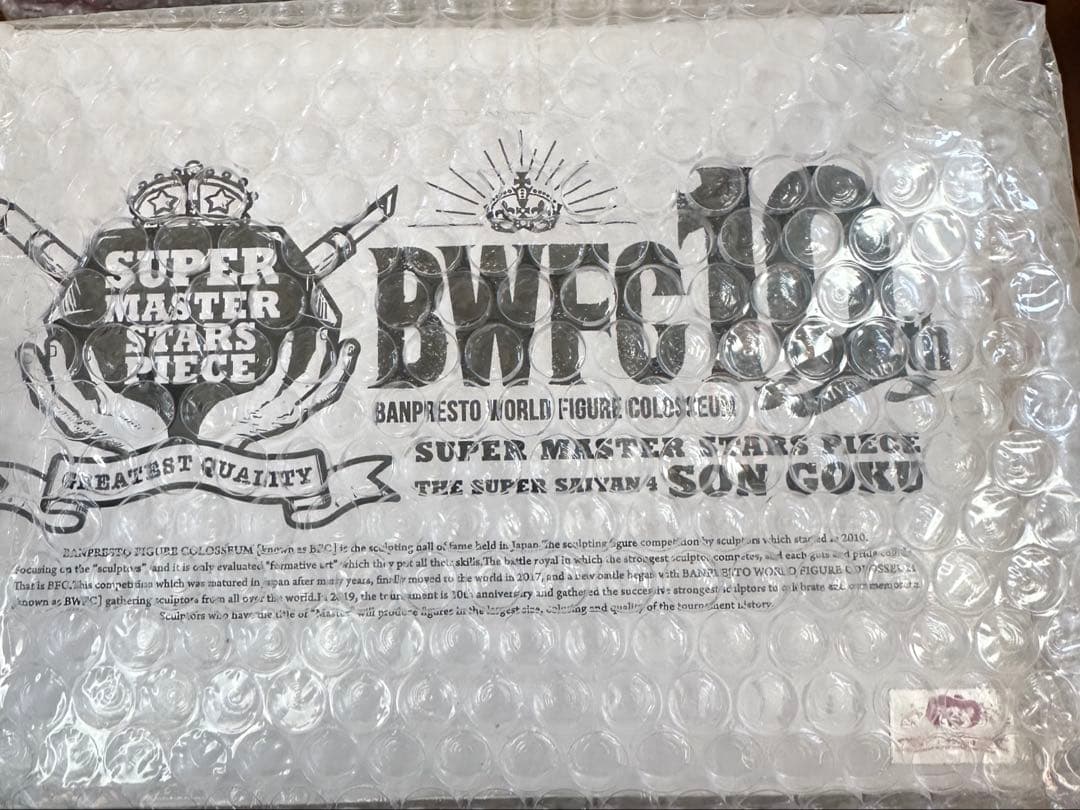 SUPER
MASTER
STARS
PIECE
GREATEST QUALITY
BWFC 10th
BANPRESTO WORLD FIGURE COLOSSEUM
SUPER MASTER STARS PIECE
THE SUPER SAIYAN 4 SON GOKU
BANPRESTO FIGURE COLOSSEUM [known as BFC] is the sculpting hall of fame held in Japan. The sculpting figure competition by sculptors which started in 2010.
Focusing on the "sculptors" and it is only evaluated "formative art" which they put all their skills. The battle royal in which the strongest sculptors competes, and each guts and pride
That is BFC. This competition which was matured in Japan after many years, finally moved to the world in 2017, and a new battle began with BANPRESTO WORLD FIGURE COLOSSEUM
[known as BWFC] gathering sculptors from all over the world. In 2019, the tournament is 10th anniversary and gathered the successive strongest sculptors to celebrate
Sculptors who have the title of "Master" will produce figures in the largest size, coloring and quality of the tournament history.